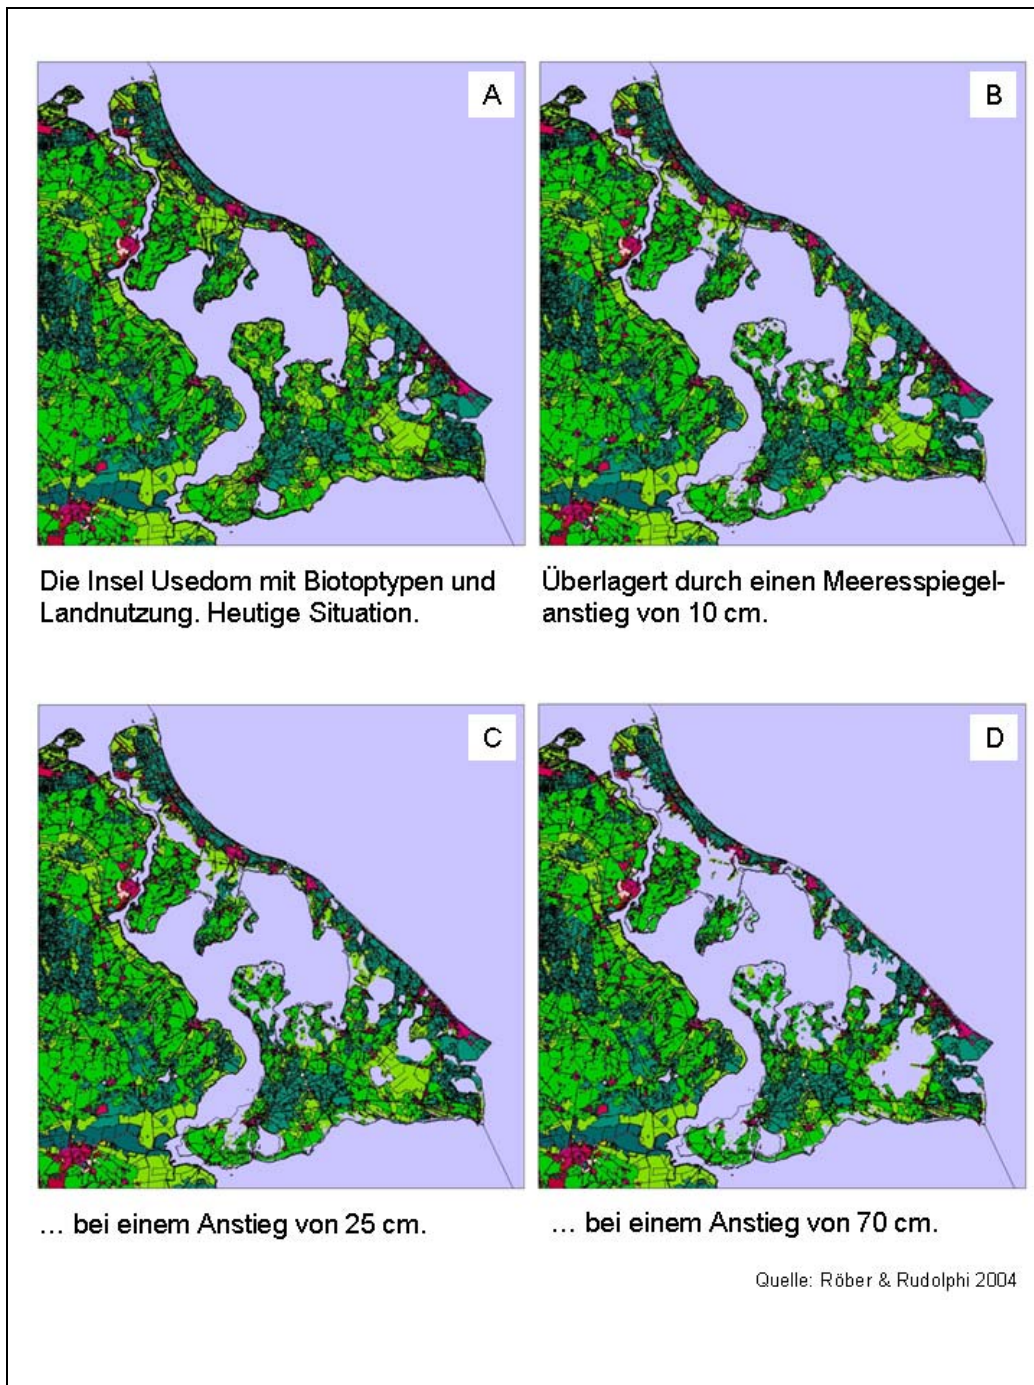 A
B
Die Insel Usedom mit Biotoptypen und
Landnutzung. Heutige Situation.
Überlagert durch einen Meeresspiegel-
anstieg von 10 cm.
C
D
... bei einem Anstieg von 25 cm.
... bei einem Anstieg von 70 cm.
Quelle: Röber & Rudolphi 2004